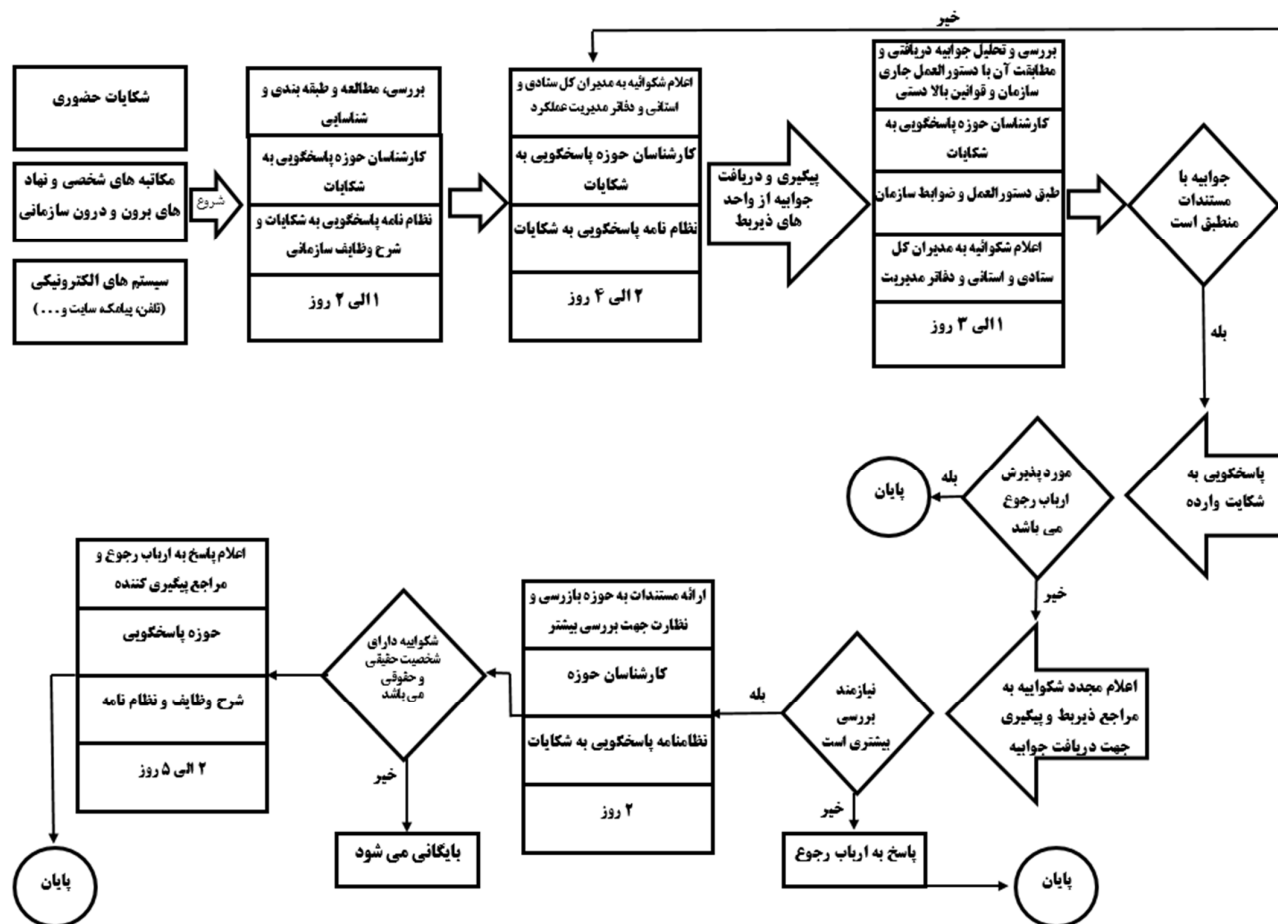 خیر
شکایات حضوری
مکاتبه های شخصی و نهاد
های برون و درون سازمانی
سیستم های الکترونیکی
(تلفن، پیامک، سایت و ...)
شروع
بررسی، مطالعه و طبقه بندی و
شناسایی
کارشناسان حوزه پاسخگویی به
شکایات
نظام نامه پاسخگویی به شکایات و
شرح وظایف سازمانی
۱ الی ۲ روز
اعلام شکوائیه به مدیران کل ستادی و
استانی و دفاتر مدیریت عملکرد
کارشناسان حوزه پاسخگویی به
شکایات
نظام نامه پاسخگویی به شکایات
۲ الی ۴ روز
پیگیری و دریافت
جوابیه از واحد
های ذیربط
بررسی و تحلیل جوابیه دریافتی و
مطابقت آن با دستورالعمل جاری
سازمان و قوانین بالا دستی
کارشناسان حوزه پاسخگویی به
شکایات
طبق دستورالعمل و ضوابط سازمان
اعلام شکوائیه به مدیران کل
ستادی و استانی و دفاتر مدیریت
۱ الی ۳ روز
جوابیه با
مستندات
منطبق است
بله
پاسخگویی به
شکایت وارده
مورد پذیرش
ارباب رجوع
می باشد
بله
پایان
خیر
اعلام مجدد شکواییه به
مراجع ذیربط و پیگیری
جهت دریافت جوابیه
نیازمند
بررسی
بیشتری است
خیر
پاسخ به ارباب رجوع
پایان
بله
ارائه مستندات به حوزه بازرسی و
نظارت جهت بررسی بیشتر
کارشناسان حوزه
نظامنامه پاسخگویی به شکایات
۲ روز
شکواییه دارای
شخصیت حقیقی
و حقوقی
می باشد
خیر
بایگانی می شود
اعلام پاسخ به ارباب رجوع و
مراجع پیگیری کننده
حوزه پاسخگویی
شرح وظایف و نظام نامه
۲ الی ۵ روز
پایان